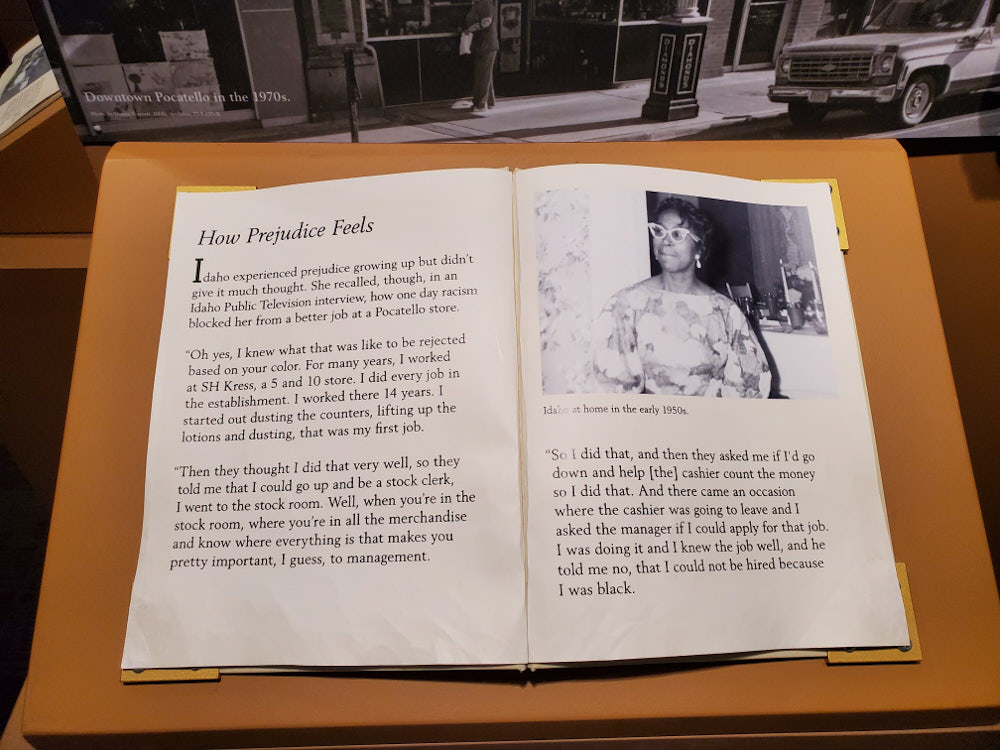 Downtown Pocatello in the 1970s.
DIAMONDS
DIAMONDS
How Prejudice Feels
Idaho experienced prejudice growing up but didn't
give it much thought. She recalled, though, in an
Idaho Public Television interview, how one day racism
blocked her from a better job at a Pocatello store.
"Oh yes, I knew what that was like to be rejected
based on your color. For many years, I worked
at SH Kress, a 5 and 10 store. I did every job in
the establishment. I worked there 14 years. I
started out dusting the counters, lifting up the
lotions and dusting, that was my first job.
"Then they thought I did that very well, so they
told me that I could go up and be a stock clerk,
I went to the stock room. Well, when you're in the
stock room, where you're in all the merchandise
and know where everything is that makes you
pretty important, I guess, to management.
Idaho at home in the early 1950s.
"So I did that, and then they asked me if I'd go
down and help [the] cashier count the money
so I did that. And there came an occasion
where the cashier was going to leave and I
asked the manager if I could apply for that job.
I was doing it and I knew the job well, and he
told me no, that I could not be hired because
I was black.